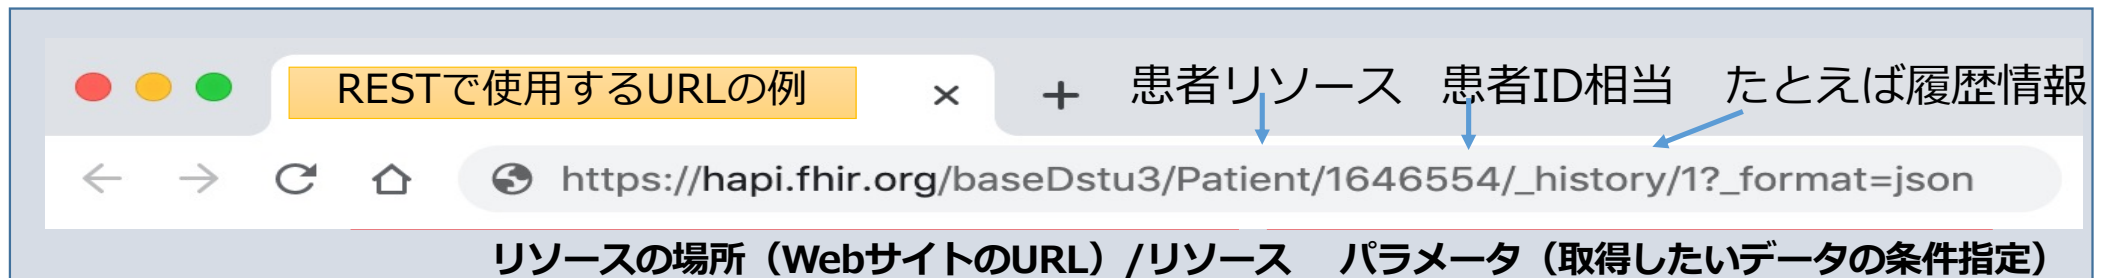 RESTで使用するURLの例 × + 患者リソース 患者ID相当 たとえば履歴情報
https://hapi.fhir.org/baseDstu3/Patient/1646554/_history/1?_format=json
リソースの場所（WebサイトのURL）/リソース パラメータ（取得したいデータの条件指定）